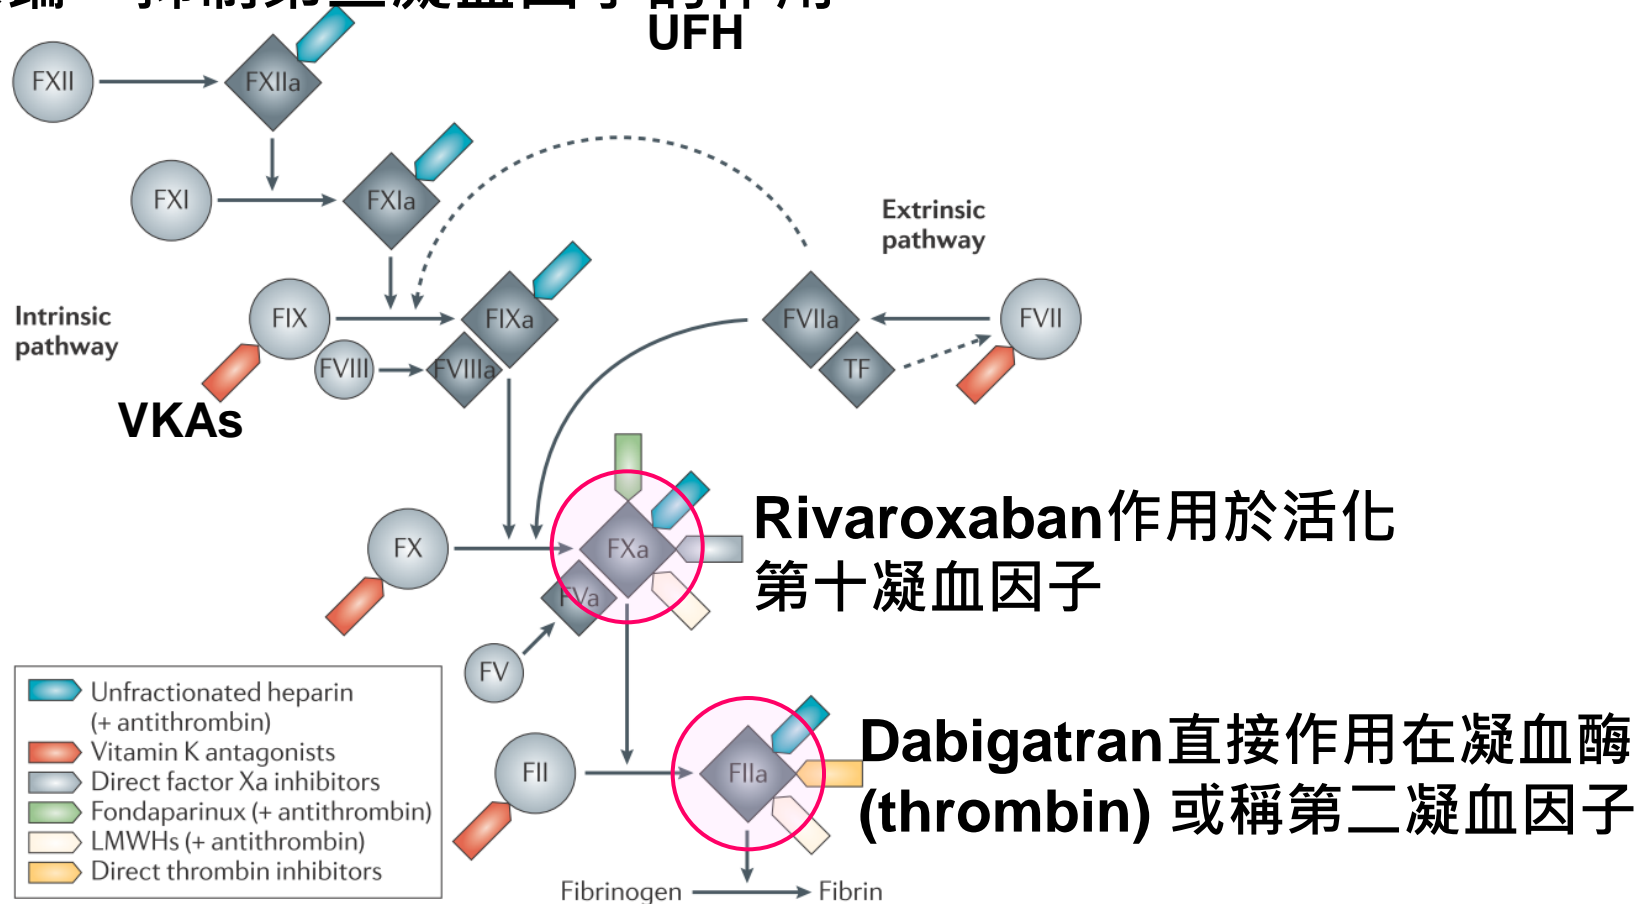 UFH
FXII
FXIIa
FXI
FXIa
Extrinsic
pathway
Intrinsic
pathway
FIX
FIXa
FVIIa
FVII
FVIII
FVIIIa
TF
VKAs
Rivaroxaban作用於活化
第十凝血因子
FX
FXa
FVa
FV
Unfractionated heparin
(+ antithrombin)
Vitamin K antagonists
Direct factor Xa inhibitors
Fondaparinux (+ antithrombin)
LMWHs (+ antithrombin)
Direct thrombin inhibitors
Dabigatran直接作用在凝血酶
(thrombin) 或稱第二凝血因子
FII
FIIa
Fibrinogen
Fibrin